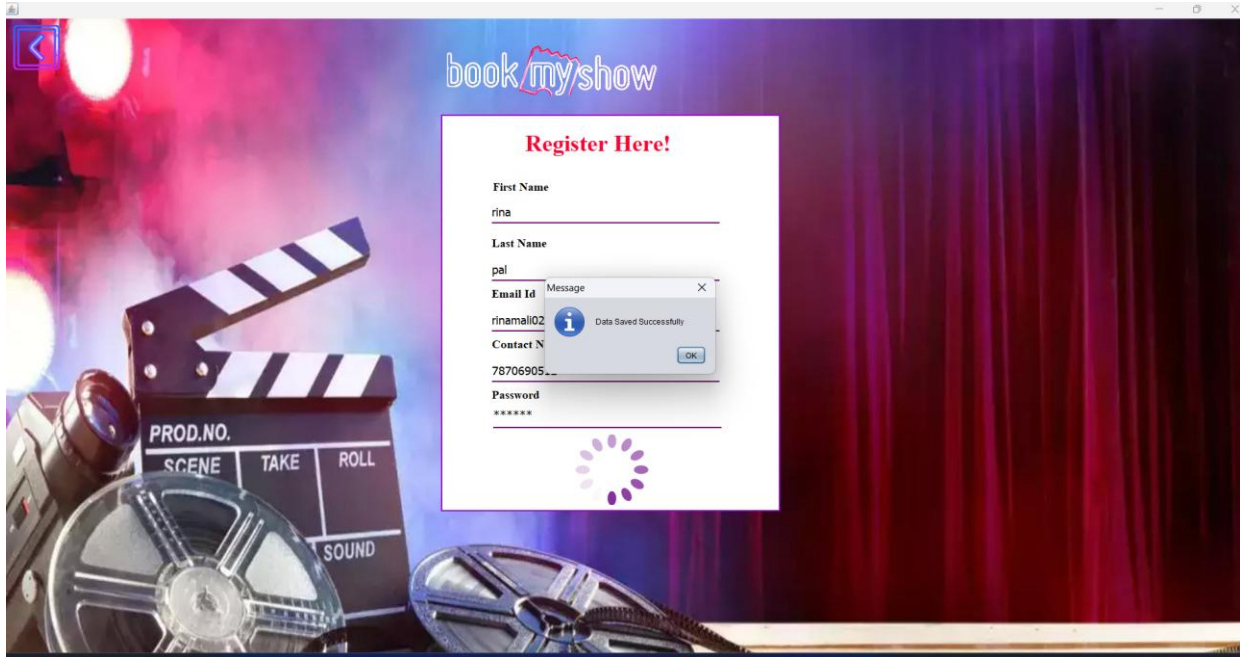 book my show
Register Here!
First Name
rina
Last Name
pal
Message
Email Id
Data Saved Successfully
rinamali02
Contact N
OK
Password
******
PROD.NO.
SCENE TAKE ROLL
SOUND